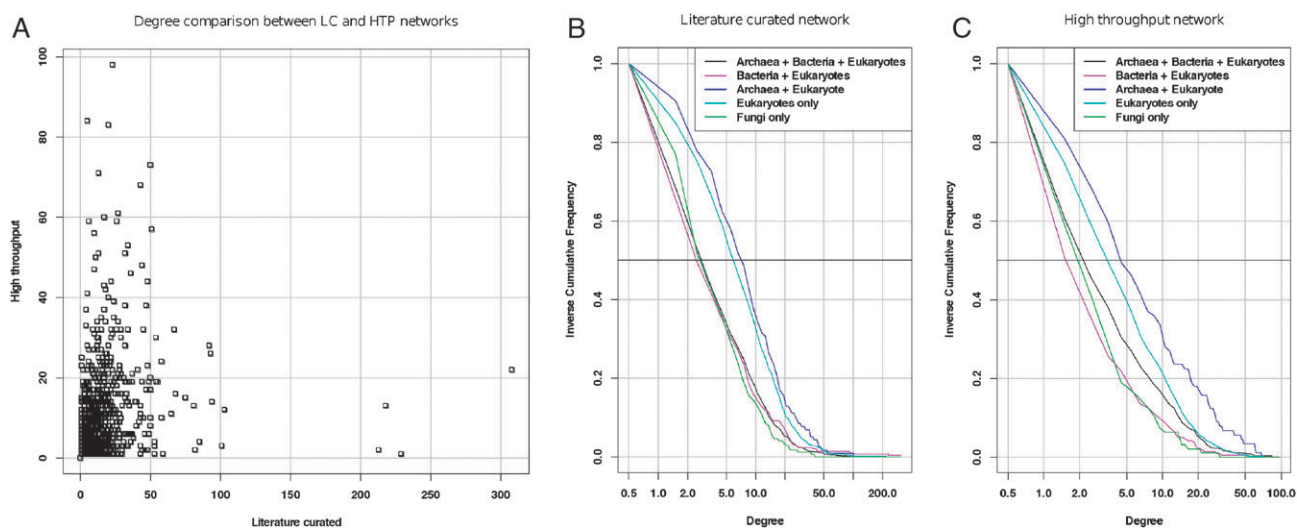 A
Degree comparison between LC and HTP networks
High throughput
100
80
60
40
20
0
0 50 100 150 200 250 300
Literature curated
B
Literature curated network
Archaea + Bacteria + Eukaryotes
Bacteria + Eukaryotes
Archaea + Eukaryote
Eukaryotes only
Fungi only
Inverse Cumulative Frequency
1.0
0.8
0.6
0.4
0.2
0.0
0.5 1.0 2.0 5.0 10.0 50.0 200.0
Degree
C
High throughput network
Archaea + Bacteria + Eukaryotes
Bacteria + Eukaryotes
Archaea + Eukaryote
Eukaryotes only
Fungi only
Inverse Cumulative Frequency
1.0
0.8
0.6
0.4
0.2
0.0
0.5 1.0 2.0 5.0 10.0 20.0 50.0 100.0
Degree